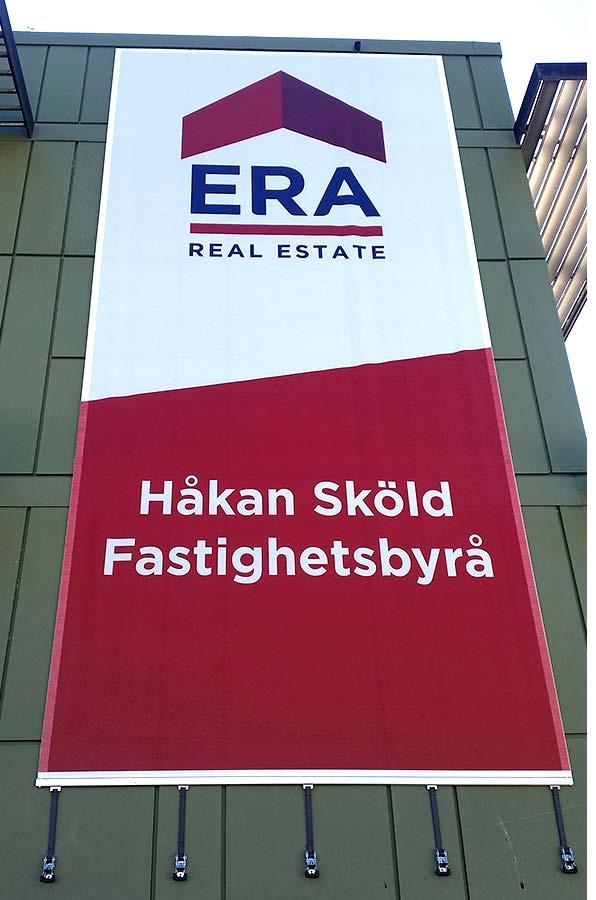 ERA
REAL ESTATE
Håkan Sköld
Fastighetsbyrå